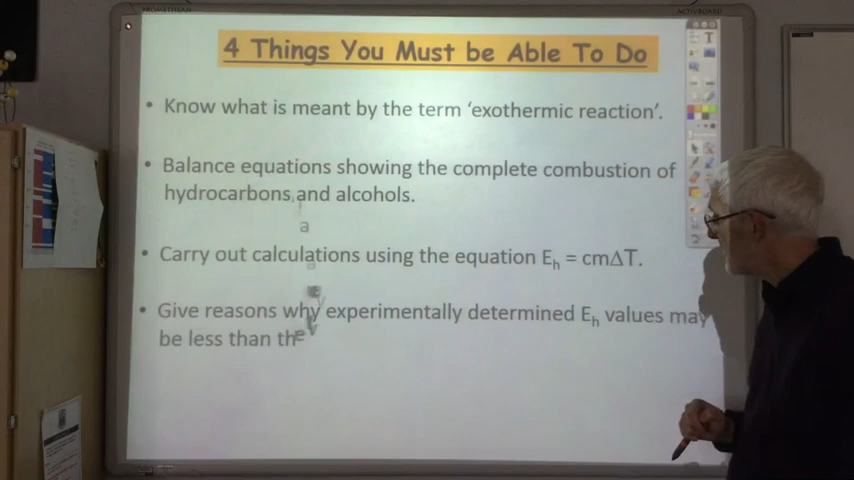 PROMETHEAN
ACTIVBOARD
4 Things You Must be Able To Do
• Know what is meant by the term ‘exothermic reaction’.
• Balance equations showing the complete combustion of
hydrocarbons and alcohols.
a
• Carry out calculations using the equation Eₕ = cmΔT.
• Give reasons why experimentally determined Eₕ values may
be less than the